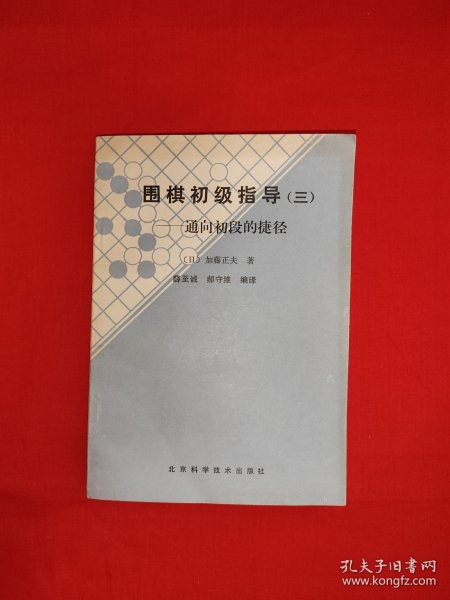 围棋初级指导(三)
——通向初段的捷径
〔日〕加藤正夫 著
薛至诚 郝守维 编译
北京科学技术出版社
孔夫子旧书网
www.kongfz.com